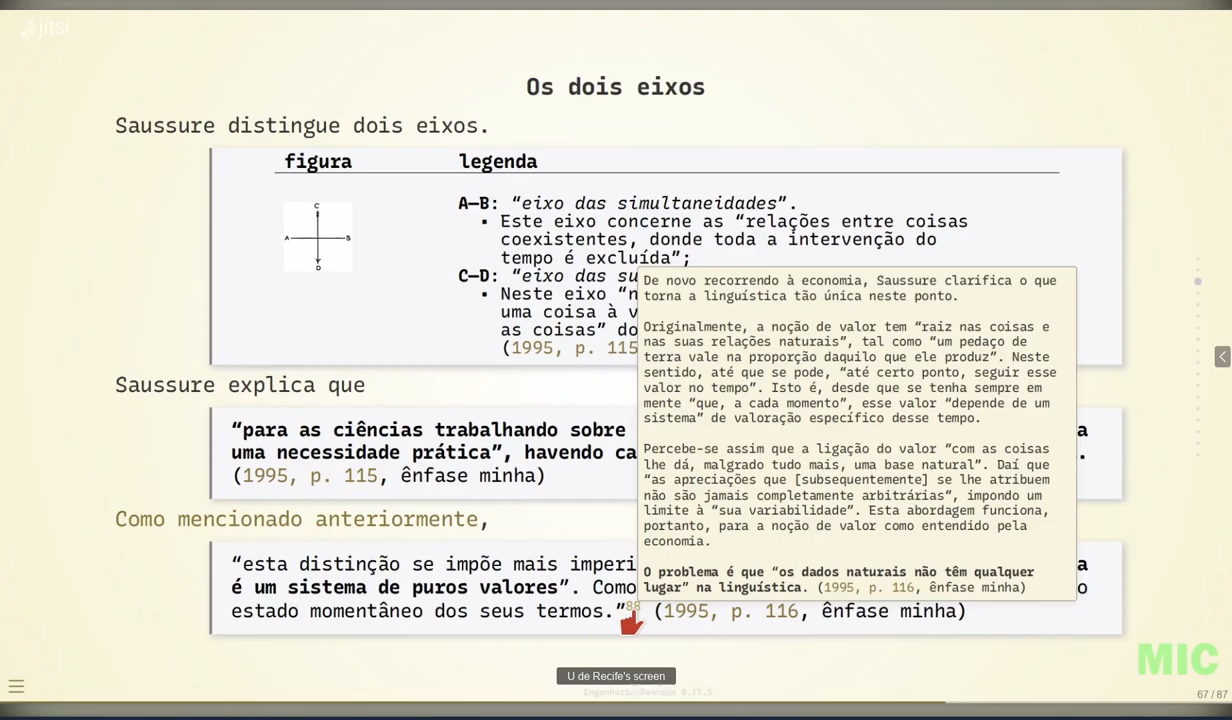 jitsi
Os dois eixos
Saussure distingue dois eixos.
figura legenda
C
A B
D
A—B: “eixo das simultaneidades”.
▪ Este eixo concerne as “relações entre coisas
coexistentes, donde toda a intervenção do
tempo é excluída”;
C—D: “eixo das su
▪ Neste eixo “n
uma coisa à v
as coisas” do
(1995, p. 115
Saussure explica que
“para as ciências trabalhando sobre a
uma necessidade prática”, havendo ca .
(1995, p. 115, ênfase minha)
Como mencionado anteriormente,
“esta distinção se impõe mais imperi a
é um sistema de puros valores”. Como o
estado momentâneo dos seus termos.”88 (1995, p. 116, ênfase minha)
De novo recorrendo à economia, Saussure clarifica o que
torna a linguística tão única neste ponto.
Originalmente, a noção de valor tem “raiz nas coisas e
nas suas relações naturais”, tal como “um pedaço de
terra vale na proporção daquilo que ele produz”. Neste
sentido, até que se pode, “até certo ponto, seguir esse
valor no tempo”. Isto é, desde que se tenha sempre em
mente “que, a cada momento”, esse valor “depende de um
sistema” de valoração específico desse tempo.
Percebe-se assim que a ligação do valor “com as coisas
lhe dá, malgrado tudo mais, uma base natural”. Daí que
“as apreciações que [subsequentemente] se lhe atribuem
não são jamais completamente arbitrárias”, impondo um
limite à “sua variabilidade”. Esta abordagem funciona,
portanto, para a noção de valor como entendido pela
economia.
O problema é que “os dados naturais não têm qualquer
lugar” na linguística. (1995, p. 116, ênfase minha)
MIC
U de Recife's screen
67 / 87